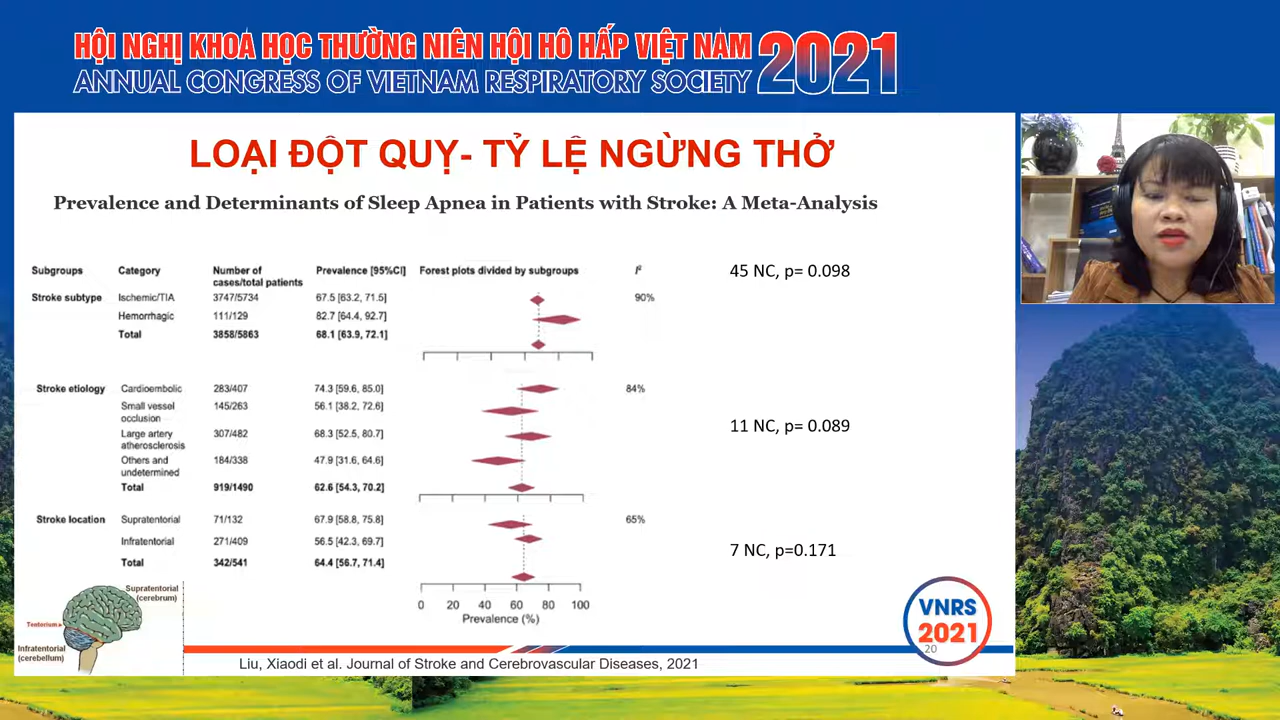 HỘI NGHỊ KHOA HỌC THƯỜNG NIÊN HỘI HÔ HẤP VIỆT NAM 2021
ANNUAL CONGRESS OF VIETNAM RESPIRATORY SOCIETY
LOẠI ĐỘT QUỴ- TỶ LỆ NGỪNG THỞ
Prevalence and Determinants of Sleep Apnea in Patients with Stroke: A Meta-Analysis
Subgroups Category Number of cases/total patients Prevalence [95%CI] Forest plots divided by subgroups I²
Stroke subtype Ischemic/TIA 3747/5734 67.5 [63.2, 71.5] 90%
Hemorrhagic 111/129 82.7 [64.4, 92.7]
Total 3858/5863 68.1 [63.9, 72.1]
45 NC, p= 0.098
Stroke etiology Cardioembolic 283/407 74.3 [59.6, 85.0] 84%
Small vessel occlusion 145/263 56.1 [38.2, 72.6]
Large artery atherosclerosis 307/482 68.3 [52.5, 80.7]
Others and undetermined 184/338 47.9 [31.6, 64.6]
Total 919/1490 62.6 [54.3, 70.2]
11 NC, p= 0.089
Stroke location Supratentorial 71/132 67.9 [58.8, 75.8] 65%
Infratentorial 271/409 56.5 [42.3, 69.7]
Total 342/541 64.4 [56.7, 71.4]
7 NC, p=0.171
0 20 40 60 80 100
Prevalence (%)
Supratentorial
(cerebrum)
Tentorium
Infratentorial
(cerebellum)
VNRS
2021
20
Liu, Xiaodi et al. Journal of Stroke and Cerebrovascular Diseases, 2021